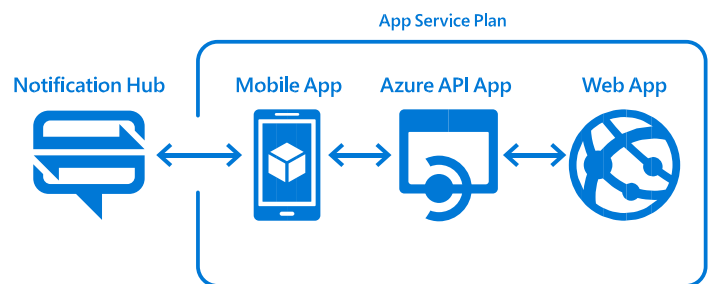 App Service Plan
Notification Hub
Mobile App
Azure API App
Web App